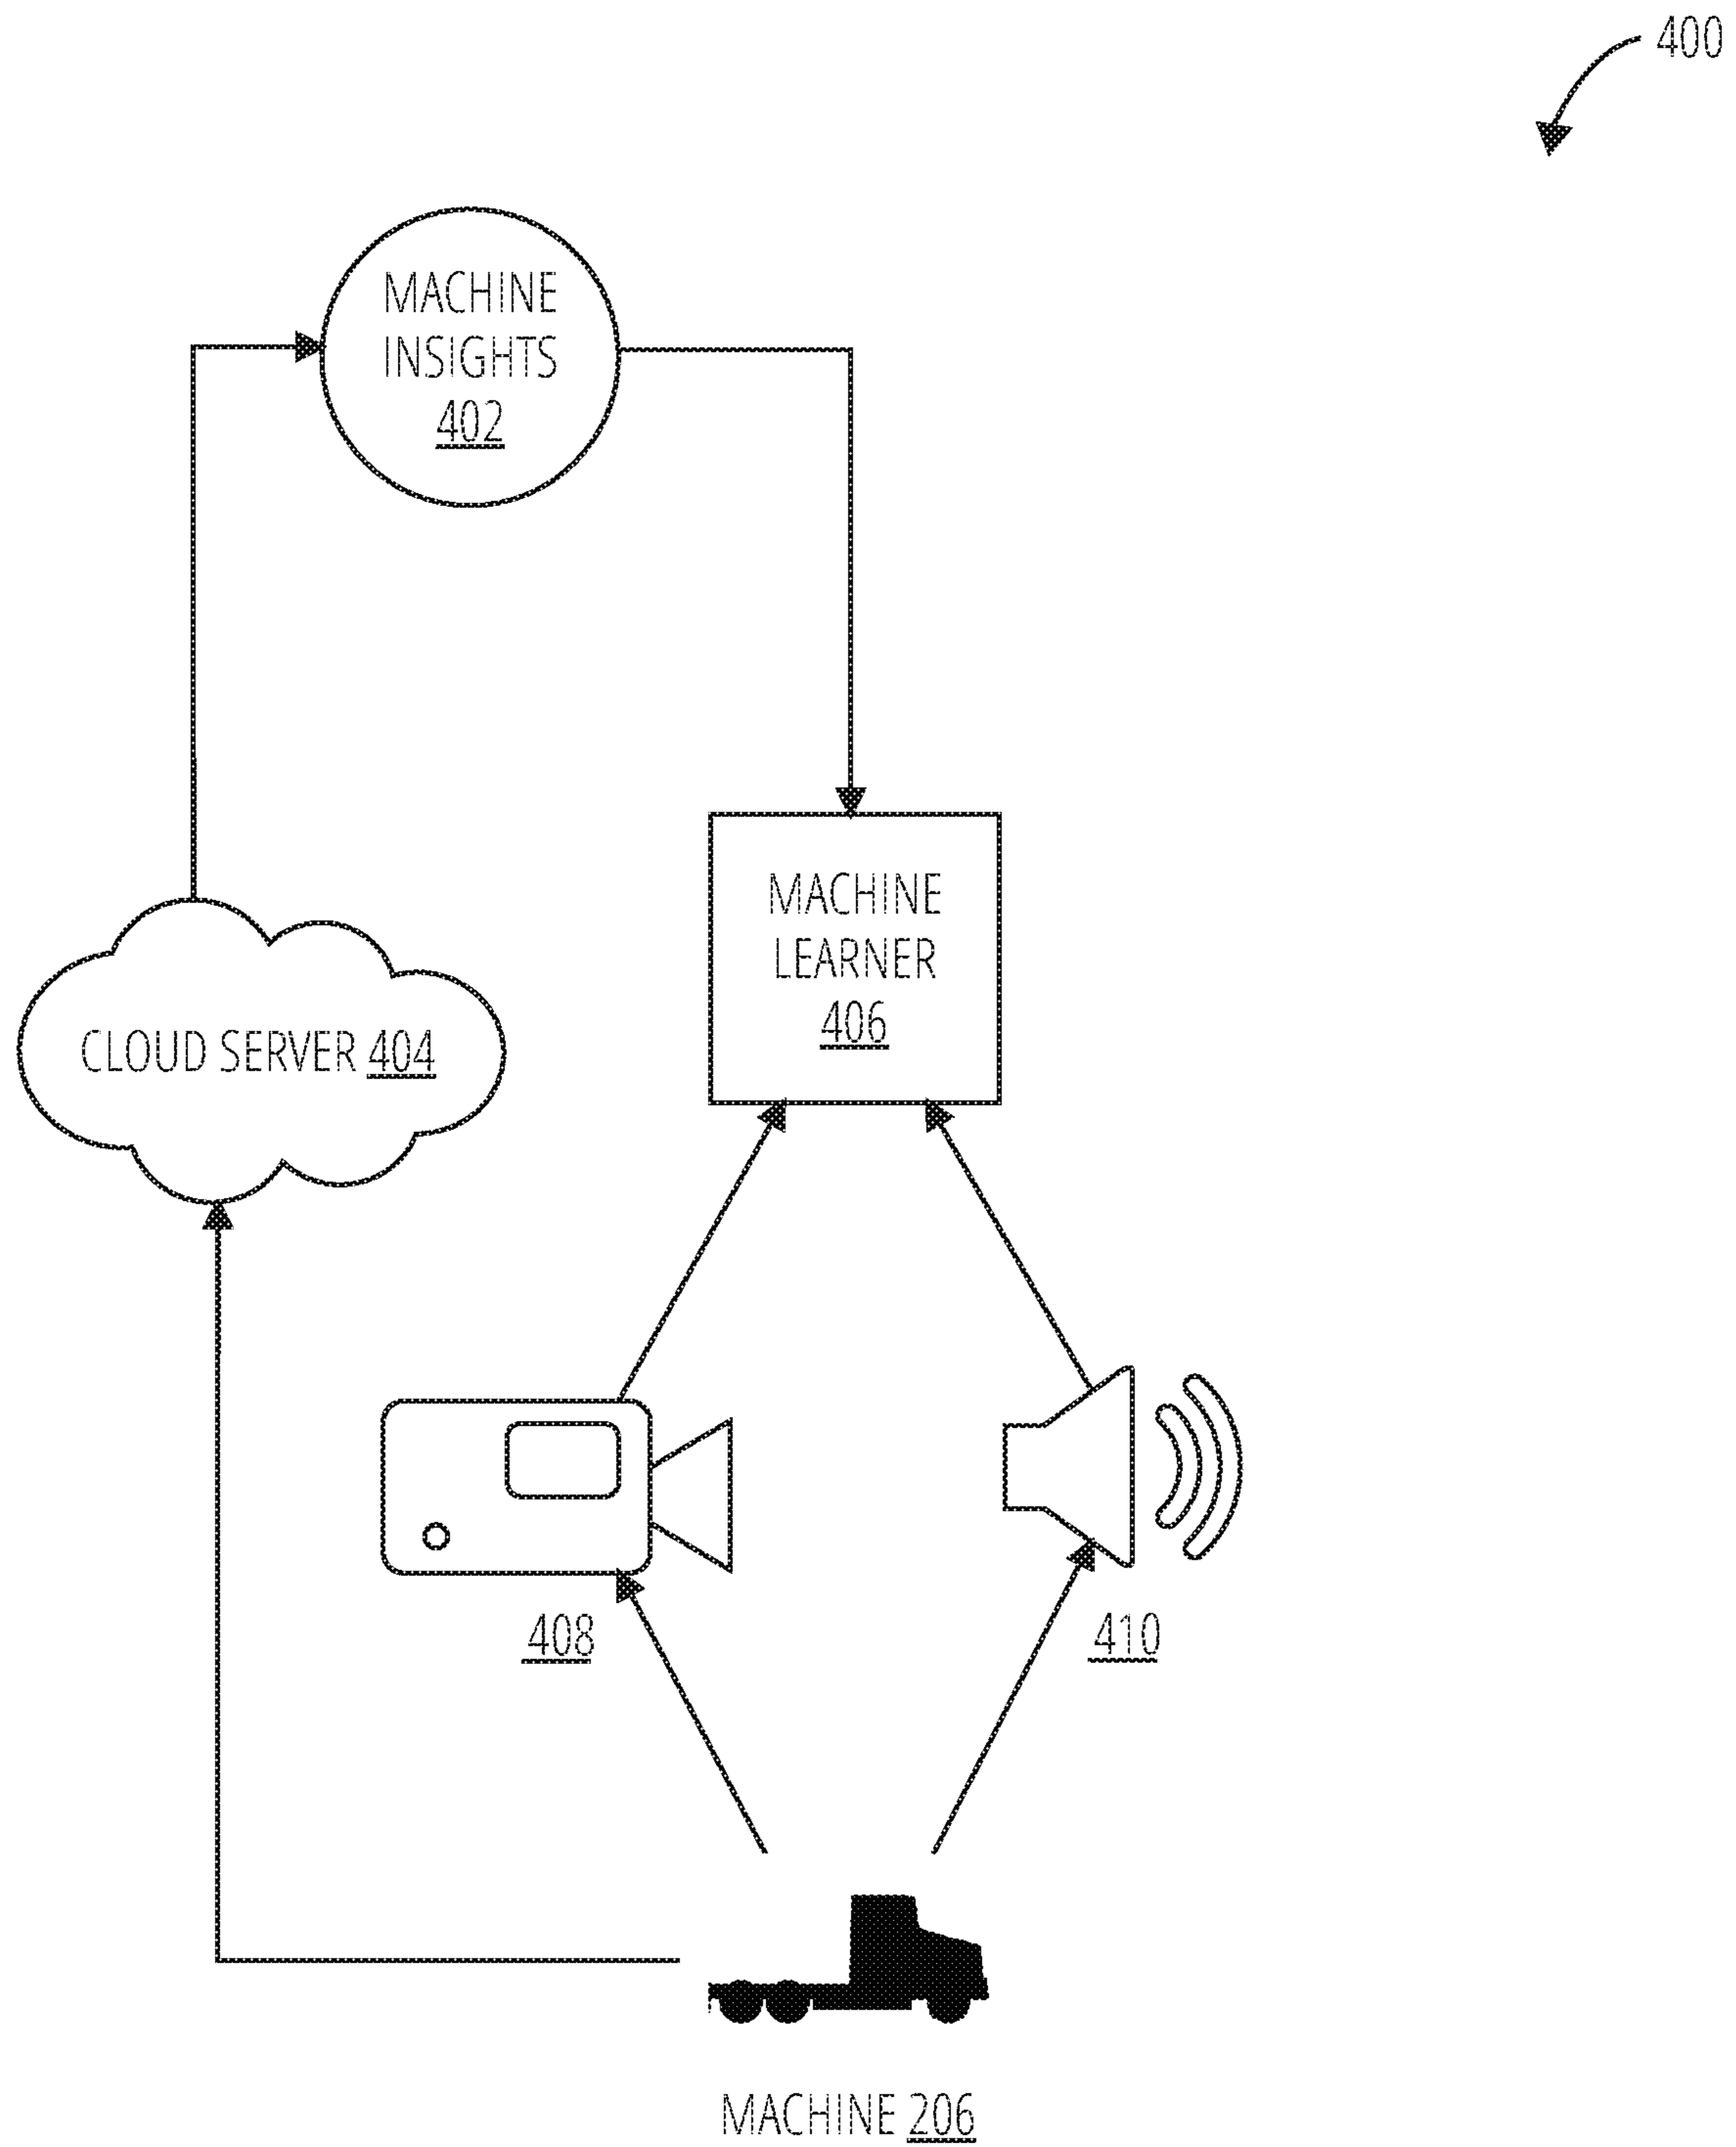 400
MACHINE
INSIGHTS
402
MACHINE
LEARNER
406
CLOUD SERVER 404
408
410
MACHINE 206